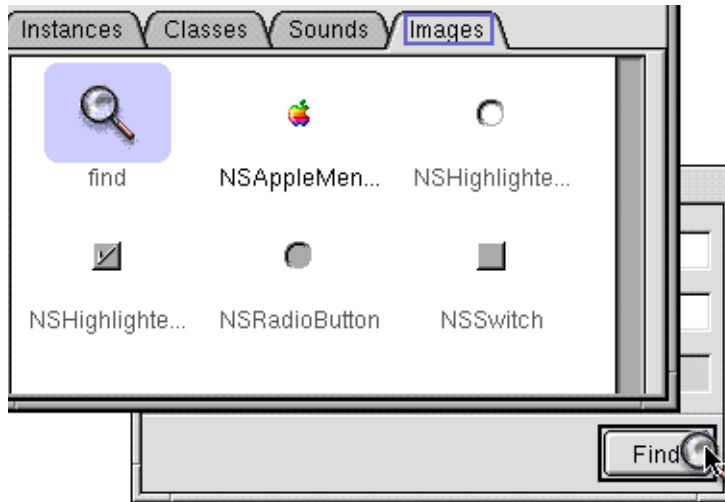 Instances Classes Sounds Images
find NSAppleMen... NSHighlighte...
NSHighlighte... NSRadioButton NSSwitch
Find